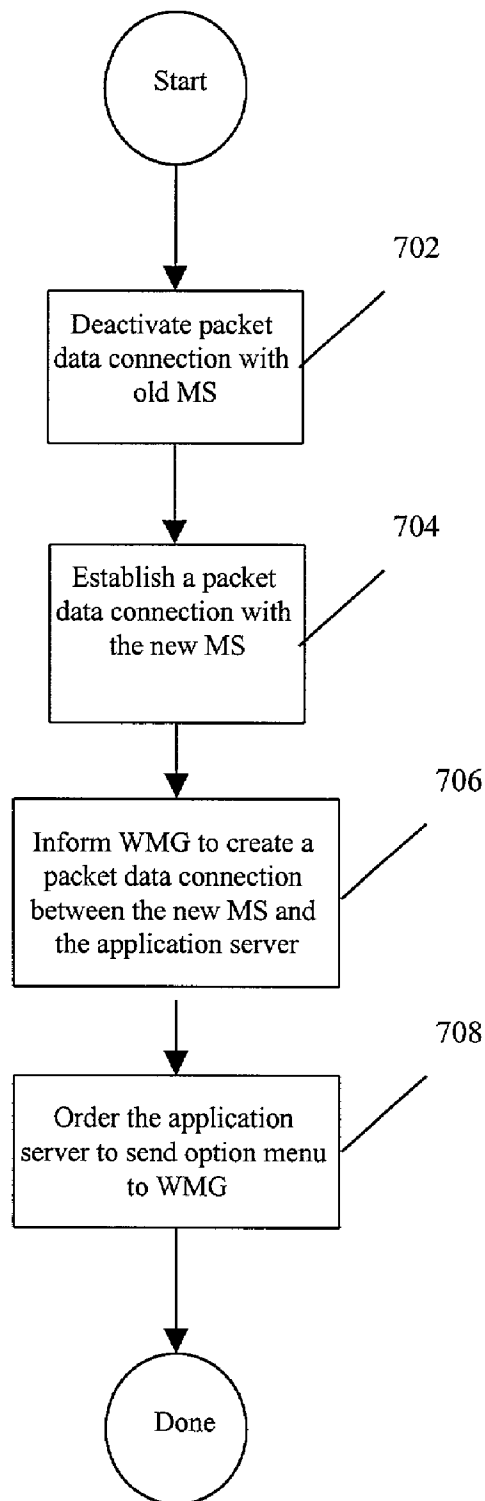 Start
702
Deactivate packet
data connection with
old MS
704
Establish a packet
data connection with
the new MS
706
Inform WMG to create a
packet data connection
between the new MS and
the application server
708
Order the application
server to send option menu
to WMG
Done